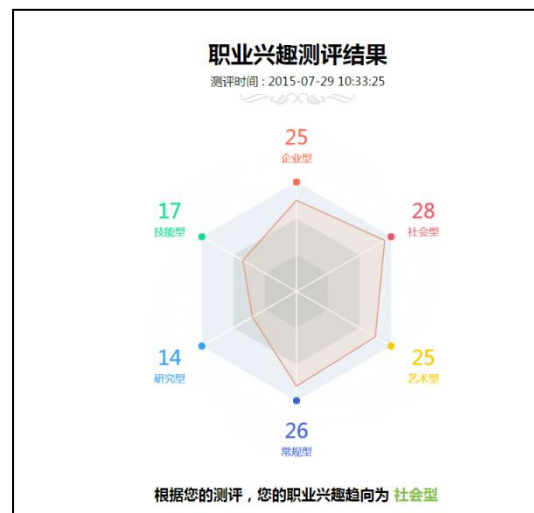 职业兴趣测评结果
测评时间 : 2015-07-29 10:33:25
25
企业型
17
技能型
28
社会型
14
研究型
25
艺术型
26
常规型
根据您的测评，您的职业兴趣趋向为 社会型